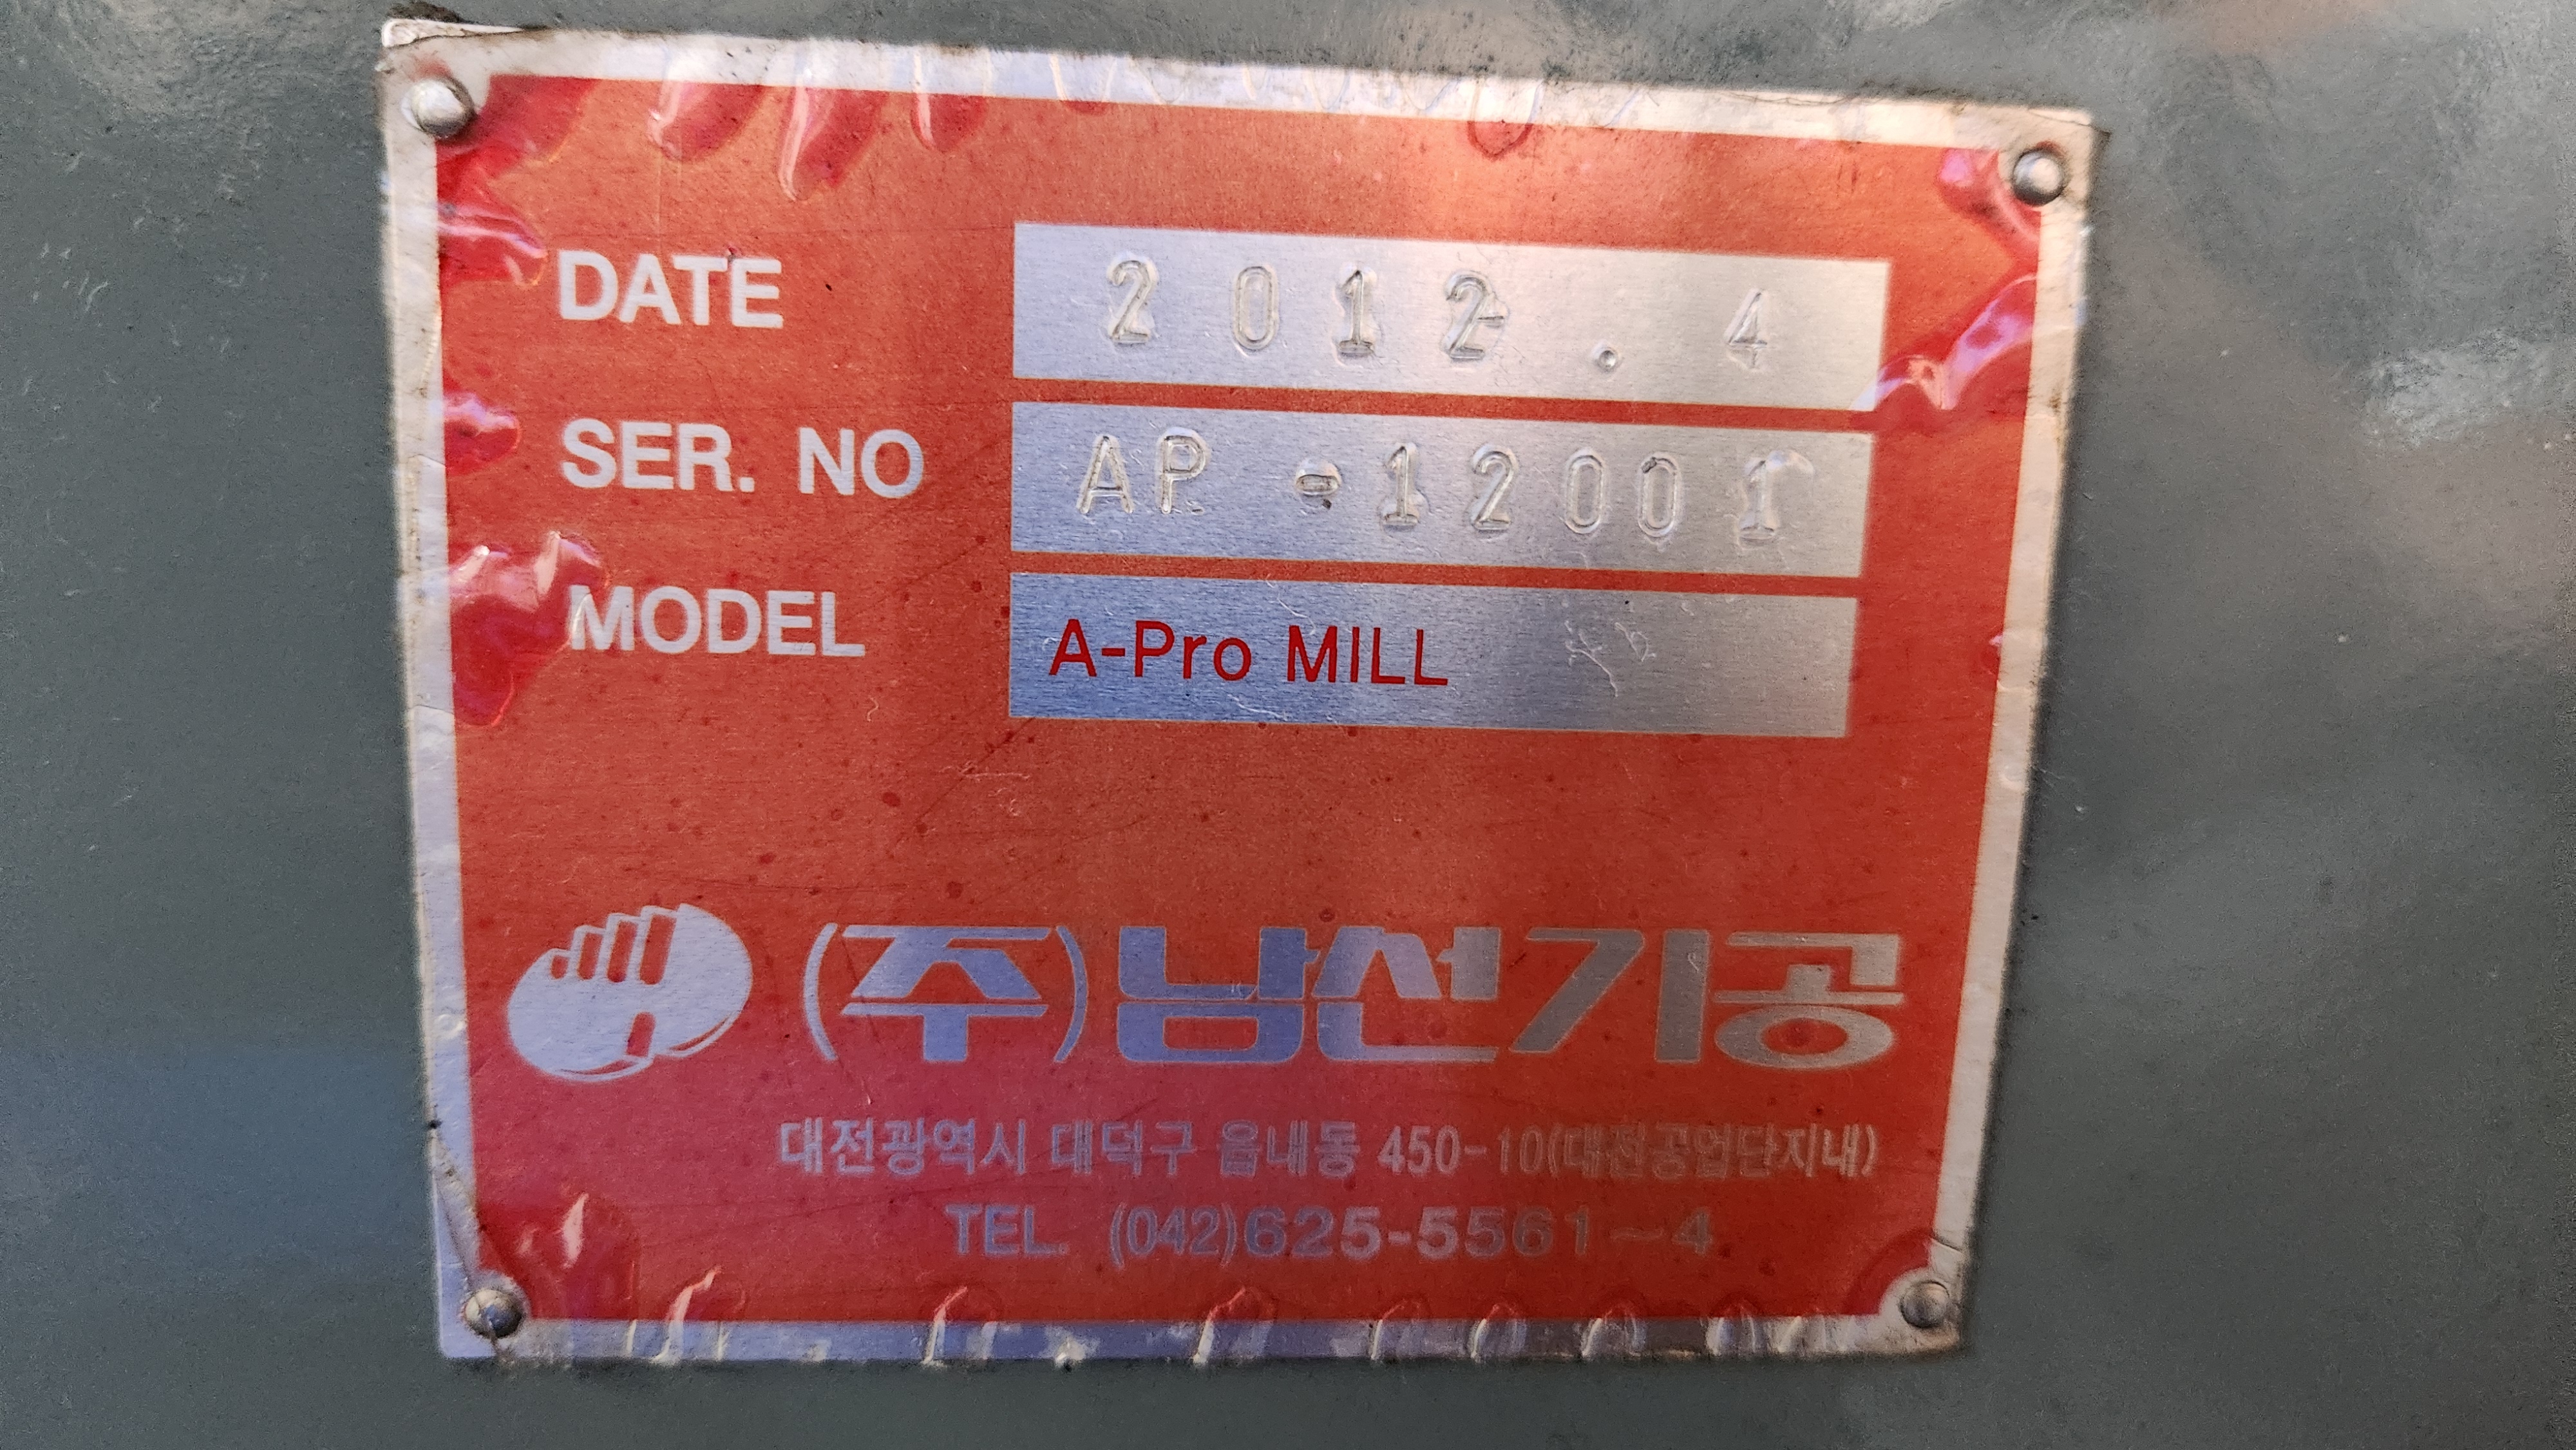 DATE 2012.4
SER. NO AP-12001
MODEL A-Pro MILL
(주)남선기공
대전광역시 대덕구 읍내동 450-10(대전공업단지내)
TEL. (042)625-5561~4